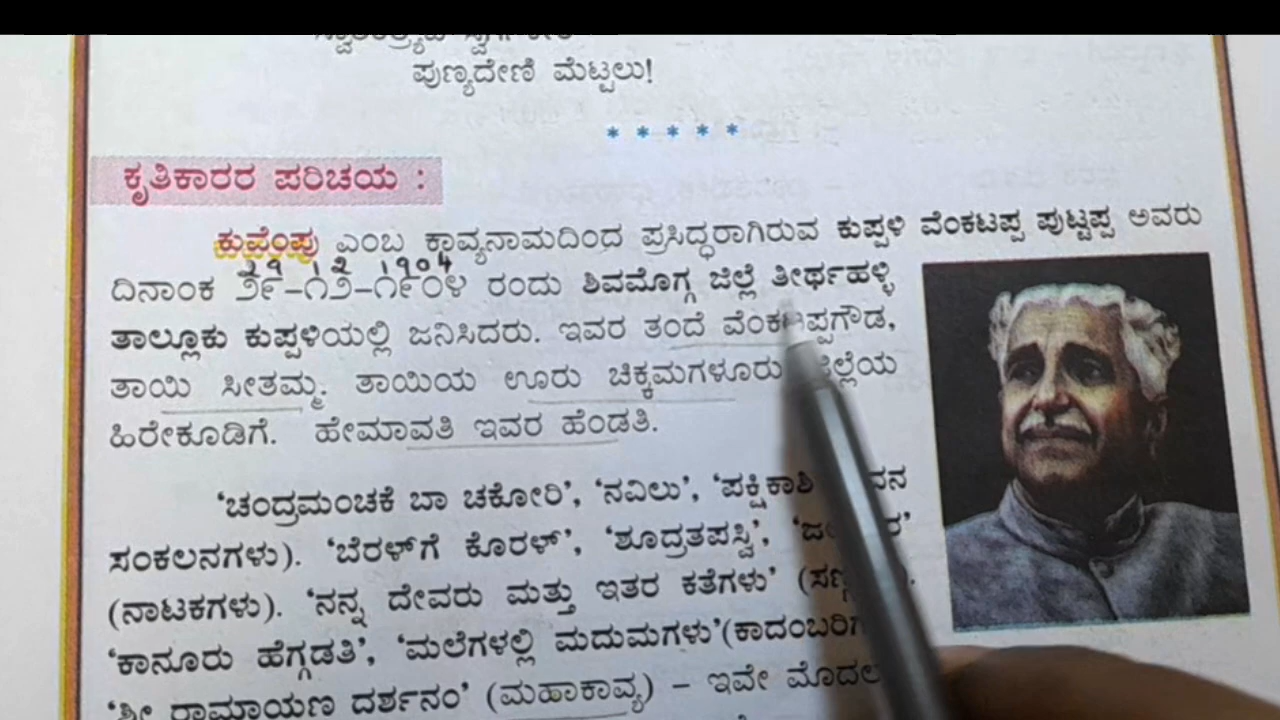 ಪುಣ್ಯದೇಣಿ ಮೆಟ್ಟಲು!
* * * * *
ಕೃತಿಕಾರರ ಪರಿಚಯ :
ಕುವೆಂಪು ಎಂಬ ಕಾವ್ಯನಾಮದಿಂದ ಪ್ರಸಿದ್ಧರಾಗಿರುವ ಕುಪ್ಪಳಿ ವೆಂಕಟಪ್ಪ ಪುಟ್ಟಪ್ಪ ಅವರು
29 12 1904
ದಿನಾಂಕ ೨೯-೧೨-೧೯೦೪ ರಂದು ಶಿವಮೊಗ್ಗ ಜಿಲ್ಲೆ ತೀರ್ಥಹಳ್ಳಿ
ತಾಲ್ಲೂಕು ಕುಪ್ಪಳಿಯಲ್ಲಿ ಜನಿಸಿದರು. ಇವರ ತಂದೆ ವೆಂಕಟಪ್ಪಗೌಡ,
ತಾಯಿ ಸೀತಮ್ಮ. ತಾಯಿಯ ಊರು ಚಿಕ್ಕಮಗಳೂರು ಜಿಲ್ಲೆಯ
ಹಿರೇಕೂಡಿಗೆ. ಹೇಮಾವತಿ ಇವರ ಹೆಂಡತಿ.
‘ಚಂದ್ರಮಂಚಕೆ ಬಾ ಚಕೋರಿ’, ‘ನವಿಲು’, ‘ಪಕ್ಷಿಕಾಶಿ
ಸಂಕಲನಗಳು). ‘ಬೆರಳ್‌ಗೆ ಕೊರಳ್’, ‘ಶೂದ್ರತಪಸ್ವಿ’,
(ನಾಟಕಗಳು). ‘ನನ್ನ ದೇವರು ಮತ್ತು ಇತರ ಕತೆಗಳು’
‘ಕಾನೂರು ಹೆಗ್ಗಡತಿ’, ‘ಮಲೆಗಳಲ್ಲಿ ಮದುಮಗಳು’(ಕಾದಂಬರಿಗ
‘ಶ್ರೀ ರಾಮಾಯಣ ದರ್ಶನಂ’ (ಮಹಾಕಾವ್ಯ) – ಇವೇ ಮೊದಲ